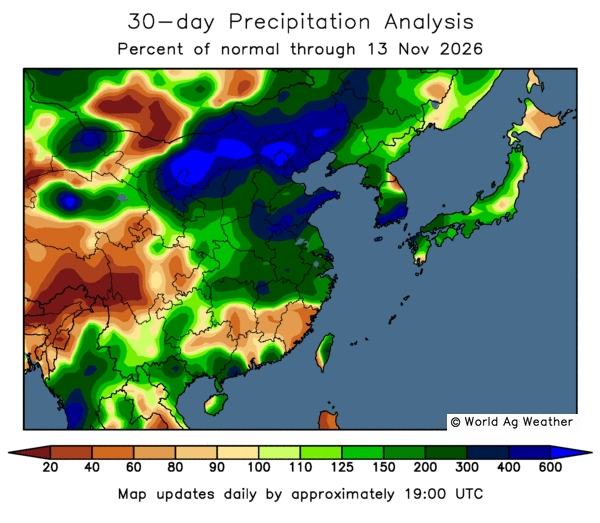 30-day Precipitation Analysis
Percent of normal through 13 Nov 2026
© World Ag Weather
20 40 60 80 90 100 110 125 150 200 300 400 600
Map updates daily by approximately 19:00 UTC